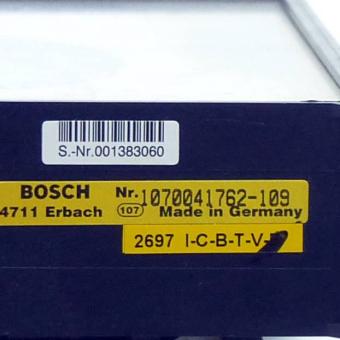 S.-Nr.001383060
BOSCH Nr. 1070041762-109
4711 Erbach (107) Made in Germany
2697 I-C-B-T-V-